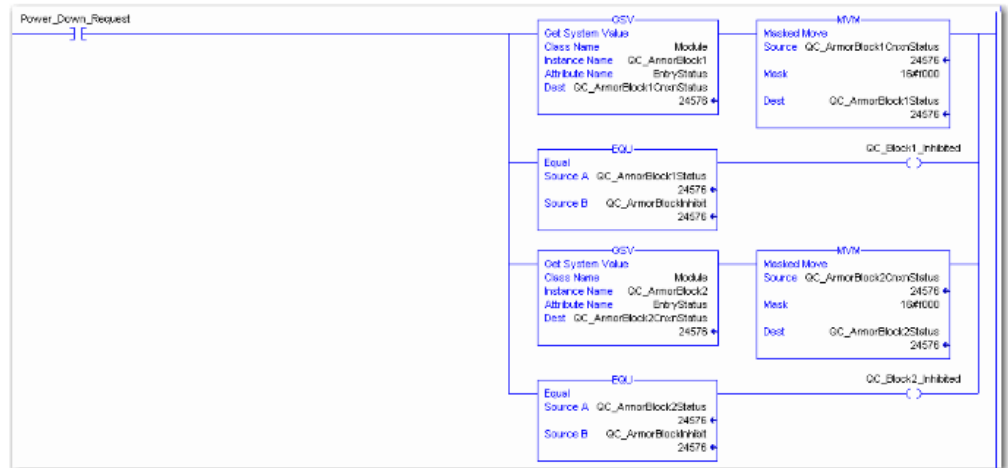 Power_Down_Request
GSV
Get System Value
Class Name Module
Instance Name QC_ArmorBlock1
Attribute Name EntryStatus
Dest QC_ArmorBlock1CnxnStatus
24576
MVM
Masked Move
Source QC_ArmorBlock1CnxnStatus
24576
Mask 16#f000
Dest QC_ArmorBlock1Status
24576
EQU
Equal
Source A QC_ArmorBlock1Status
24576
Source B QC_ArmorBlockInhibit
24576
QC_Block1_Inhibited
GSV
Get System Value
Class Name Module
Instance Name QC_ArmorBlock2
Attribute Name EntryStatus
Dest QC_ArmorBlock2CnxnStatus
24576
MVM
Masked Move
Source QC_ArmorBlock2CnxnStatus
24576
Mask 16#f000
Dest QC_ArmorBlock2Status
24576
EQU
Equal
Source A QC_ArmorBlock2Status
24576
Source B QC_ArmorBlockInhibit
24576
QC_Block2_Inhibited